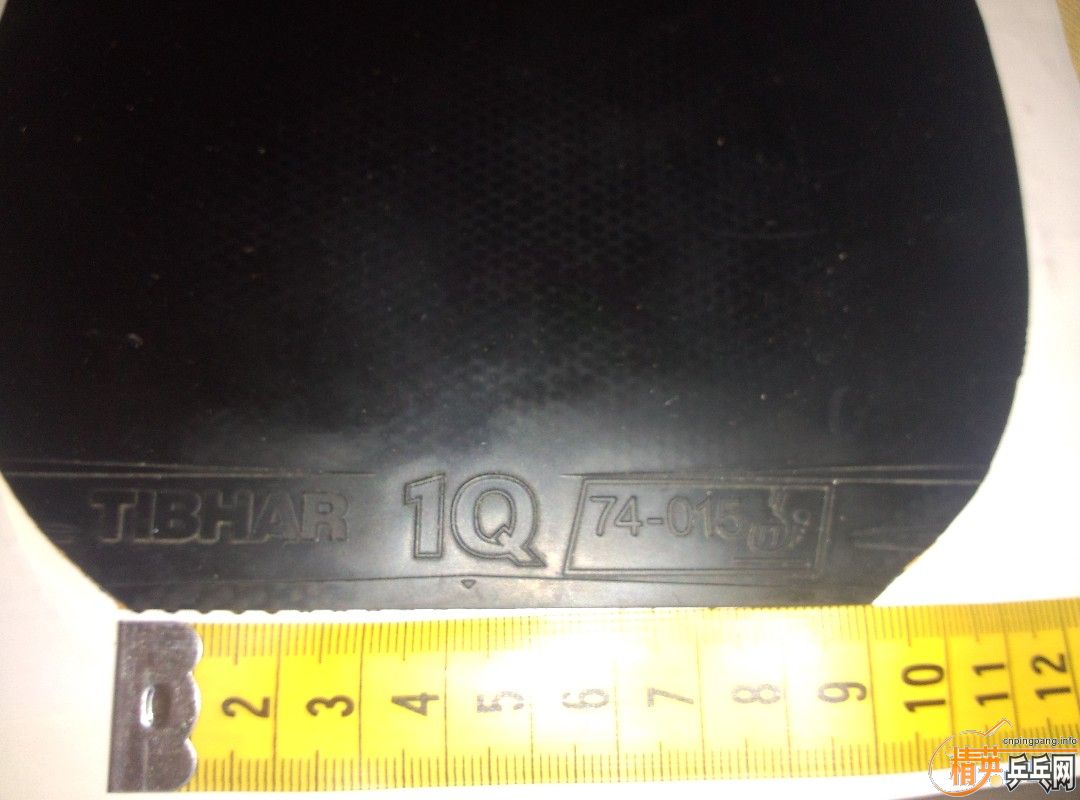 TIBHAR 1Q 74-015
2 3 4 5 6 7 8 9 10 11 12
cnpingpang.info
精英乒乓网